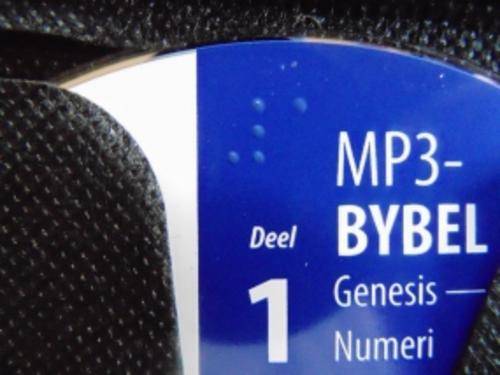 ⠼⠁
MP3-
BYBEL
Deel
1
Genesis —
Numeri